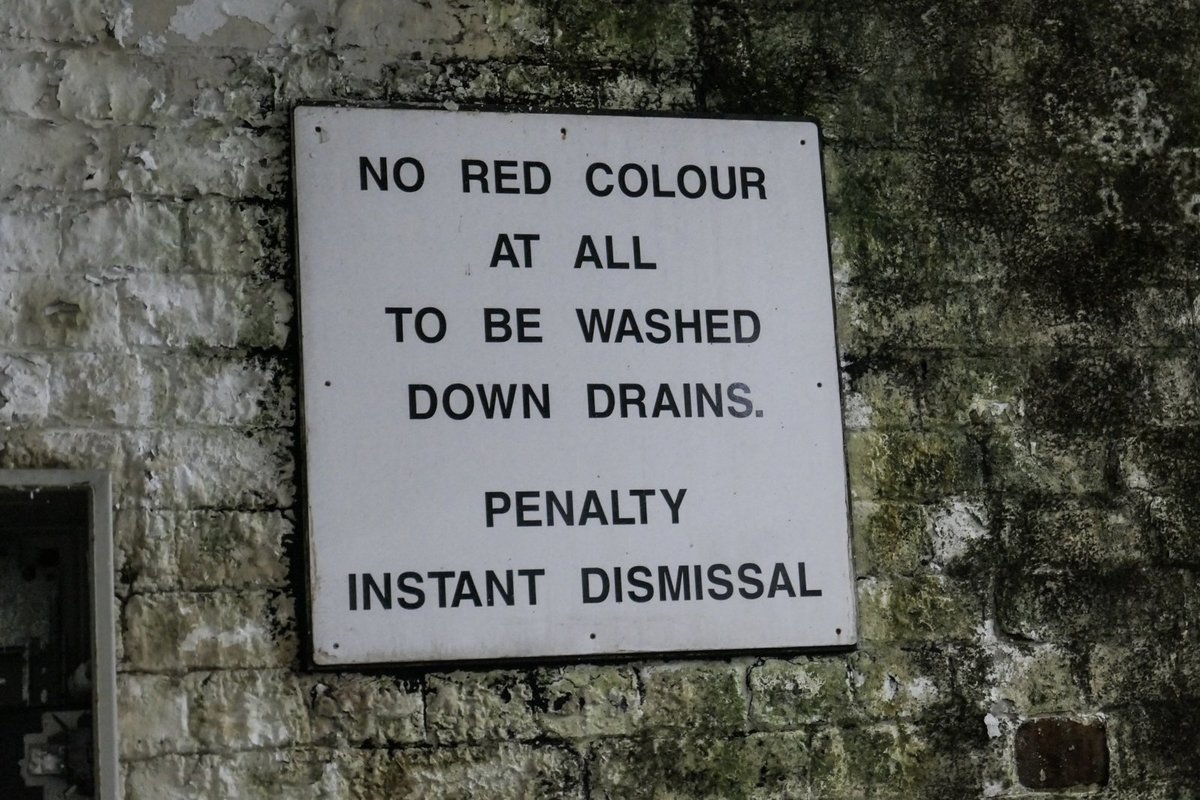 NO RED COLOUR
AT ALL
TO BE WASHED
DOWN DRAINS.
PENALTY
INSTANT DISMISSAL